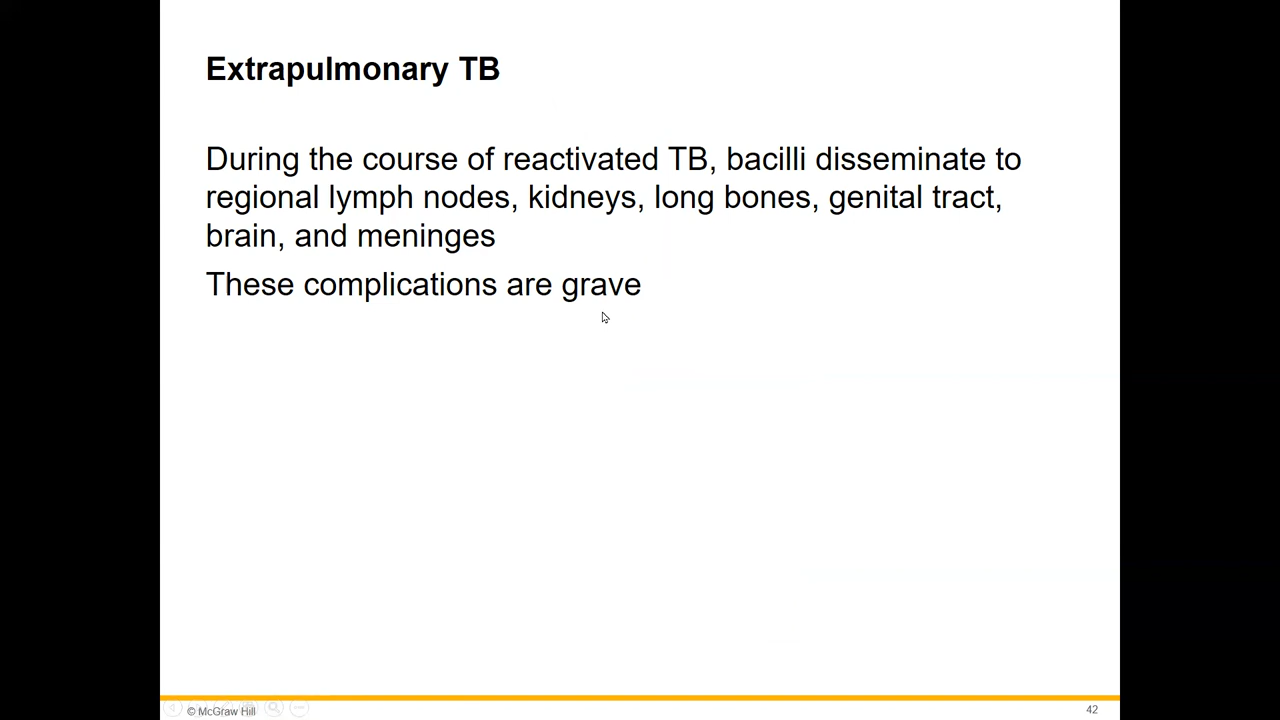 Extrapulmonary TB
During the course of reactivated TB, bacilli disseminate to
regional lymph nodes, kidneys, long bones, genital tract,
brain, and meninges
These complications are grave
© McGraw Hill
42